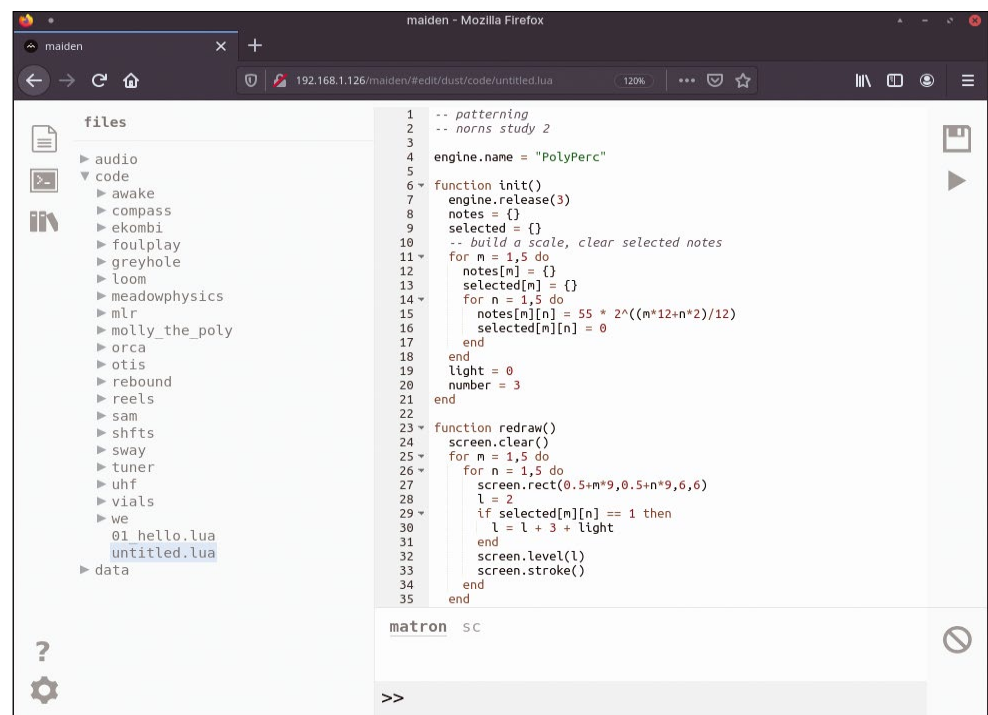 maiden - Mozilla Firefox
maiden
192.168.1.126/maiden/#edit/dust/code/untitled.lua
120%
files
audio
code
awake
compass
ekombi
foulplay
greyhole
loom
meadowphysics
mlr
molly_the_poly
orca
otis
rebound
reels
sam
shfts
sway
tuner
uhf
vials
we
01_hello.lua
untitled.lua
data
?
1 -- patterning
2 -- norns study 2
3
4 engine.name = "PolyPerc"
5
6 function init()
7 engine.release(3)
8 notes = {}
9 selected = {}
10 -- build a scale, clear selected notes
11 for m = 1,5 do
12 notes[m] = {}
13 selected[m] = {}
14 for n = 1,5 do
15 notes[m][n] = 55 * 2^((m*12+n*2)/12)
16 selected[m][n] = 0
17 end
18 end
19 light = 0
20 number = 3
21 end
22
23 function redraw()
24 screen.clear()
25 for m = 1,5 do
26 for n = 1,5 do
27 screen.rect(0.5+m*9,0.5+n*9,6,6)
28 l = 2
29 if selected[m][n] == 1 then
30 l = l + 3 + light
31 end
32 screen.level(l)
33 screen.stroke()
34 end
35 end
matron sc
>>